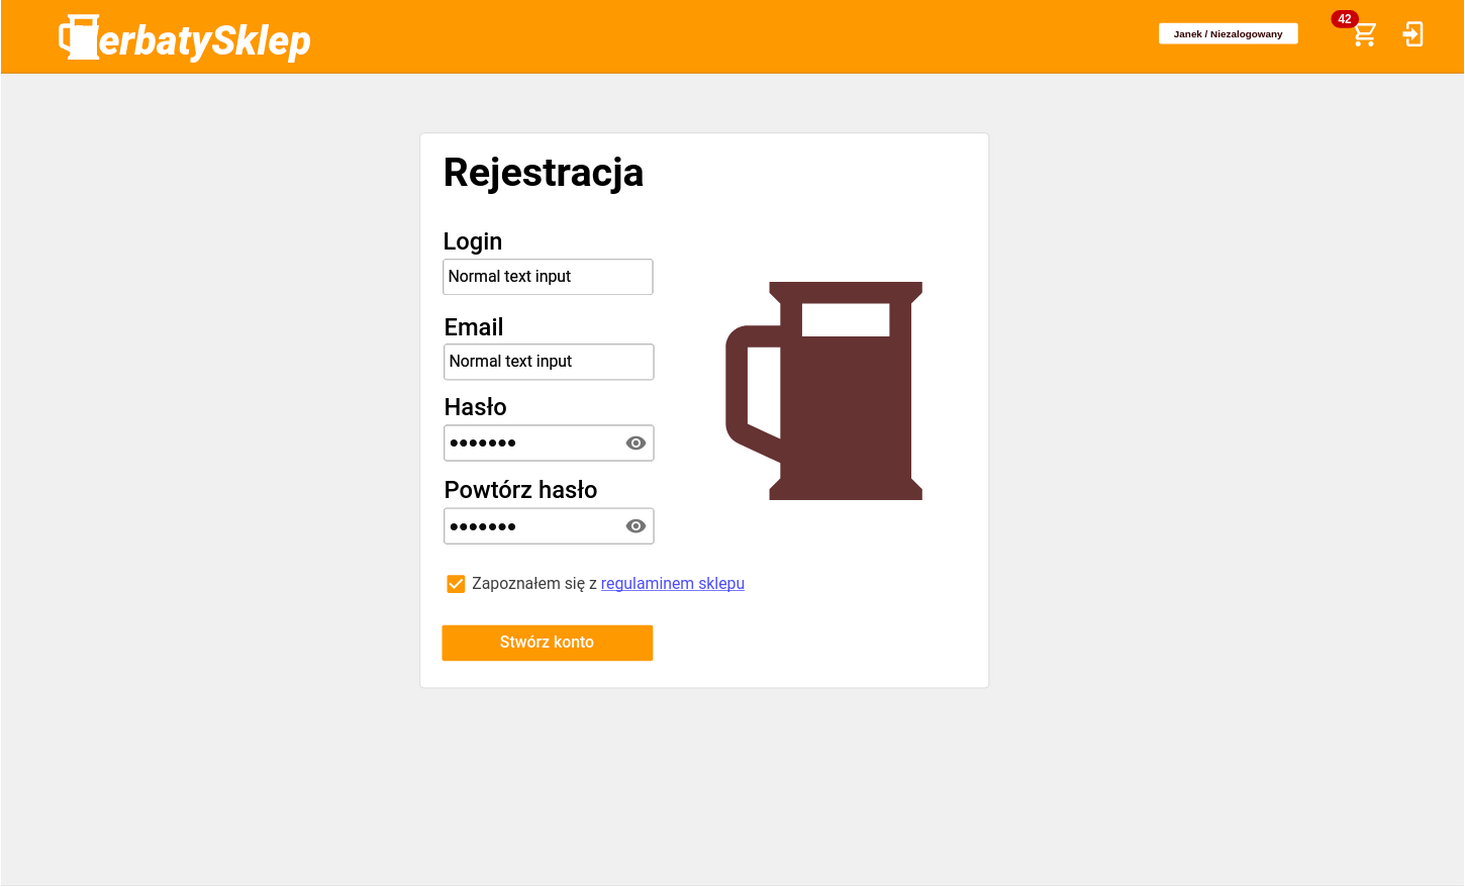 erbatySklep
Janek / Niezalogowany
42
Rejestracja
Login
Normal text input
Email
Normal text input
Hasło
•••••••
Powtórz hasło
•••••••
Zapoznałem się z regulaminem sklepu
Stwórz konto